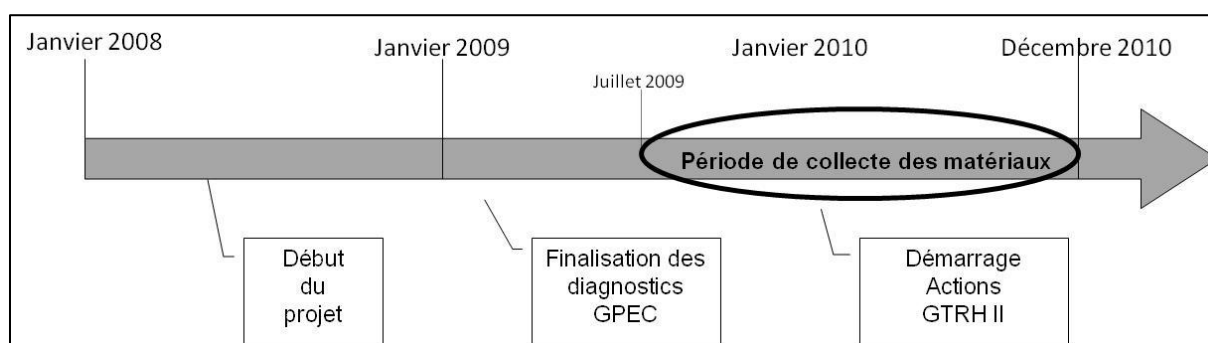 Janvier 2008
Janvier 2009
Janvier 2010
Décembre 2010
Juillet 2009
Période de collecte des matériaux
Début
du
projet
Finalisation des
diagnostics
GPEC
Démarrage
Actions
GTRH II